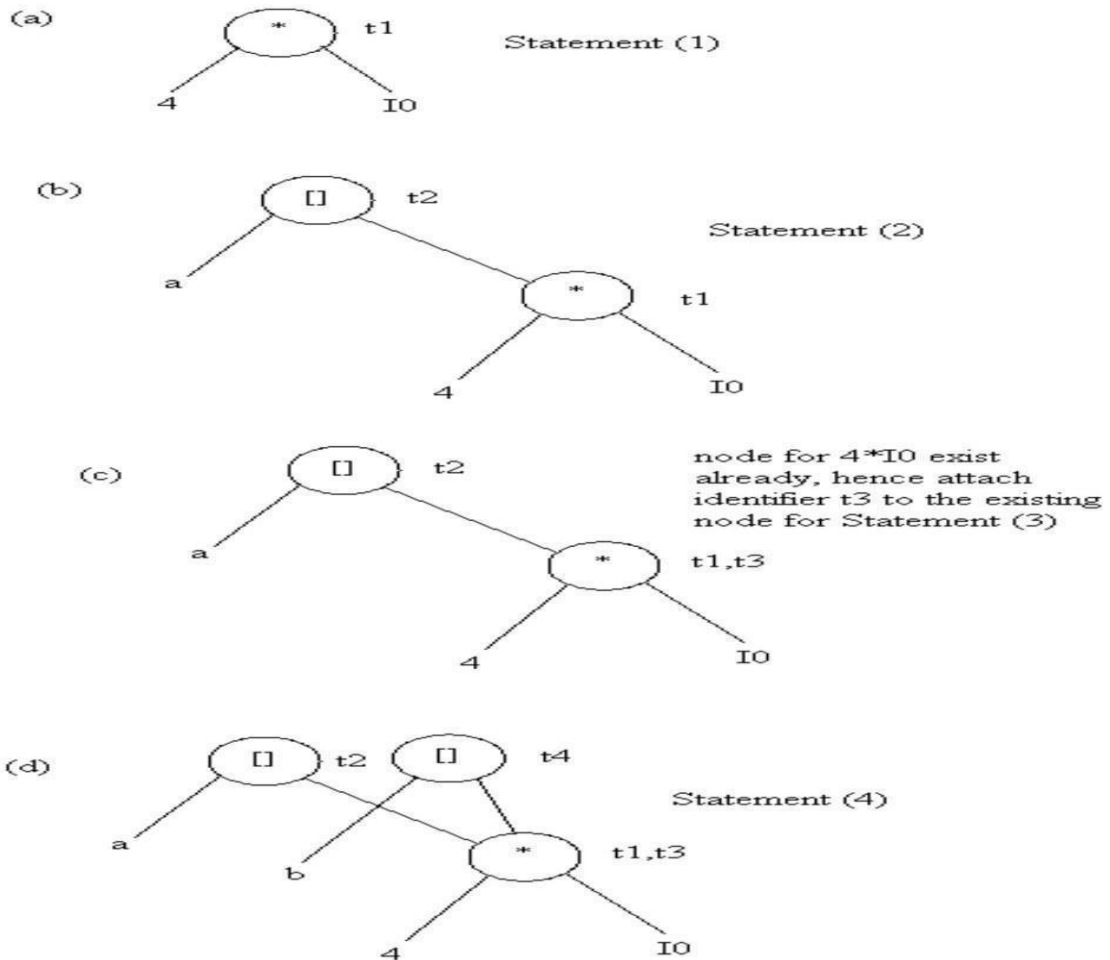 (a)
* t1
Statement (1)
4
I0
(b)
[] t2
Statement (2)
a
* t1
4
I0
(c)
[] t2
node for 4*I0 exist
already, hence attach
identifier t3 to the existing
node for Statement (3)
a
* t1,t3
4
I0
(d)
[] t2 [] t4
Statement (4)
a
b
* t1,t3
4
I0